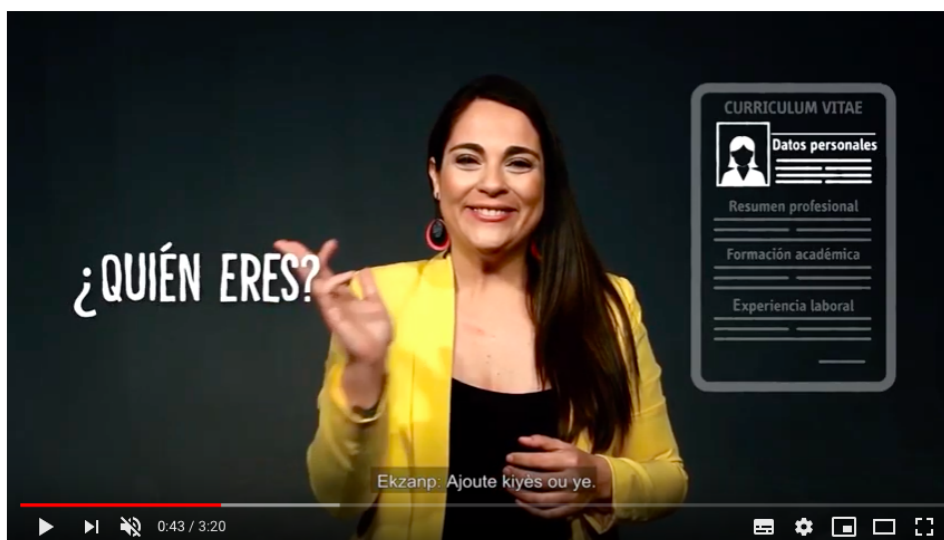 ¿QUIÉN ERES?
CURRICULUM VITAE
Datos personales
Resumen profesional
Formación académica
Experiencia laboral
Ekzanp: Ajoute kiyès ou ye.
0:43 / 3:20